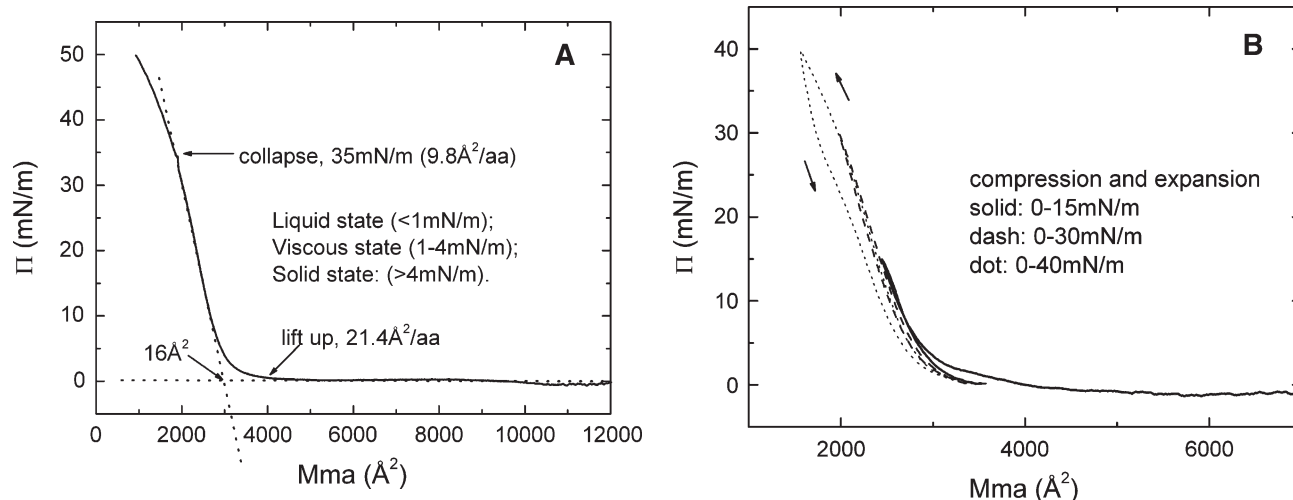 A
50
40
30
20
10
0
-10
Π (mN/m)
collapse, 35mN/m (9.8Å²/aa)
Liquid state (<1mN/m);
Viscous state (1-4mN/m);
Solid state: (>4mN/m).
16Å²
lift up, 21.4Å²/aa
0 2000 4000 6000 8000 10000 12000
Mma (Å²)
B
40
30
20
10
0
Π (mN/m)
compression and expansion
solid: 0-15mN/m
dash: 0-30mN/m
dot: 0-40mN/m
2000 4000 6000
Mma (Å²)